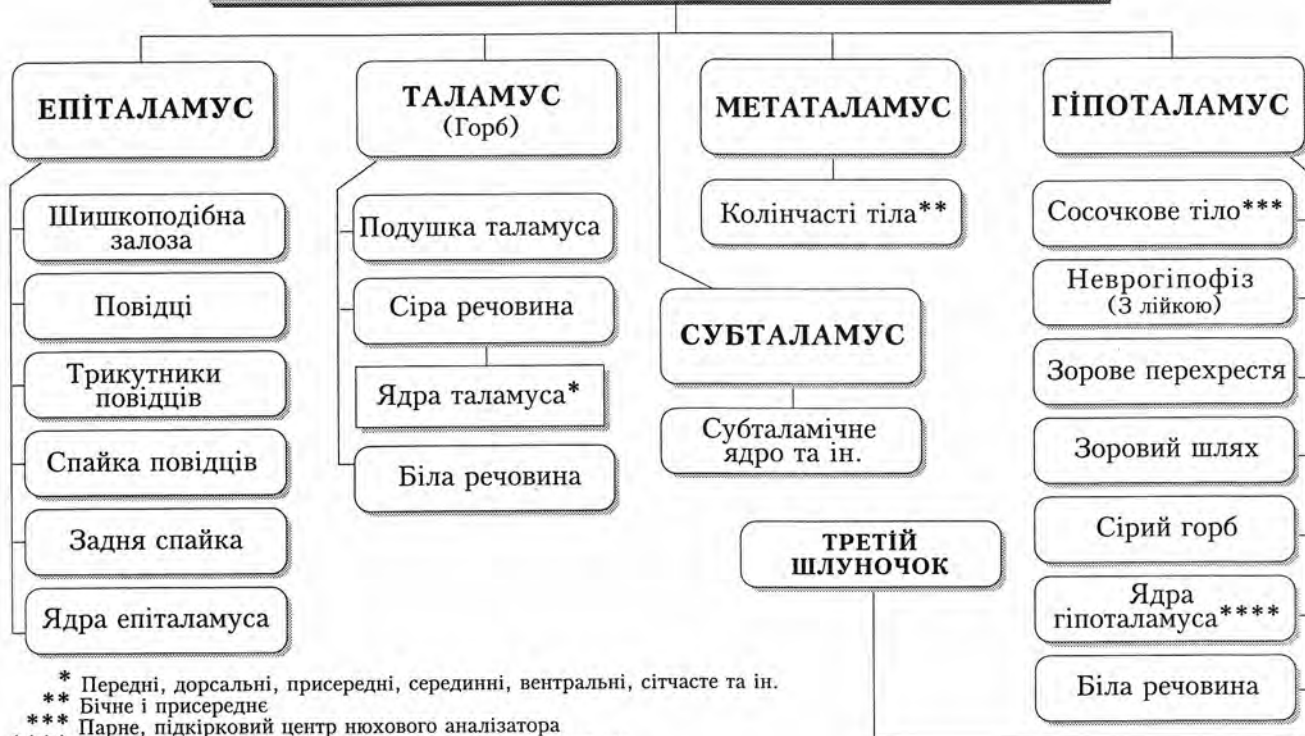 ЕПІТАЛАМУС
Шишкоподібна
залоза
Повідці
Трикутники
повідців
Спайка повідців
Задня спайка
Ядра епіталамуса
ТАЛАМУС
(Горб)
Подушка таламуса
Сіра речовина
Ядра таламуса*
Біла речовина
МЕТАТАЛАМУС
Колінчасті тіла**
СУБТАЛАМУС
Субталамічне
ядро та ін.
ТРЕТІЙ
ШЛУНОЧОК
ГІПОТАЛАМУС
Сосочкове тіло***
Неврогіпофіз
(З лійкою)
Зорове перехрестя
Зоровий шлях
Сірий горб
Ядра
гіпоталамуса****
Біла речовина
* Передні, дорсальні, присередні, серединні, вентральні, сітчасте та ін.
** Бічне і присереднє
*** Парне, підкірковий центр нюхового аналізатора